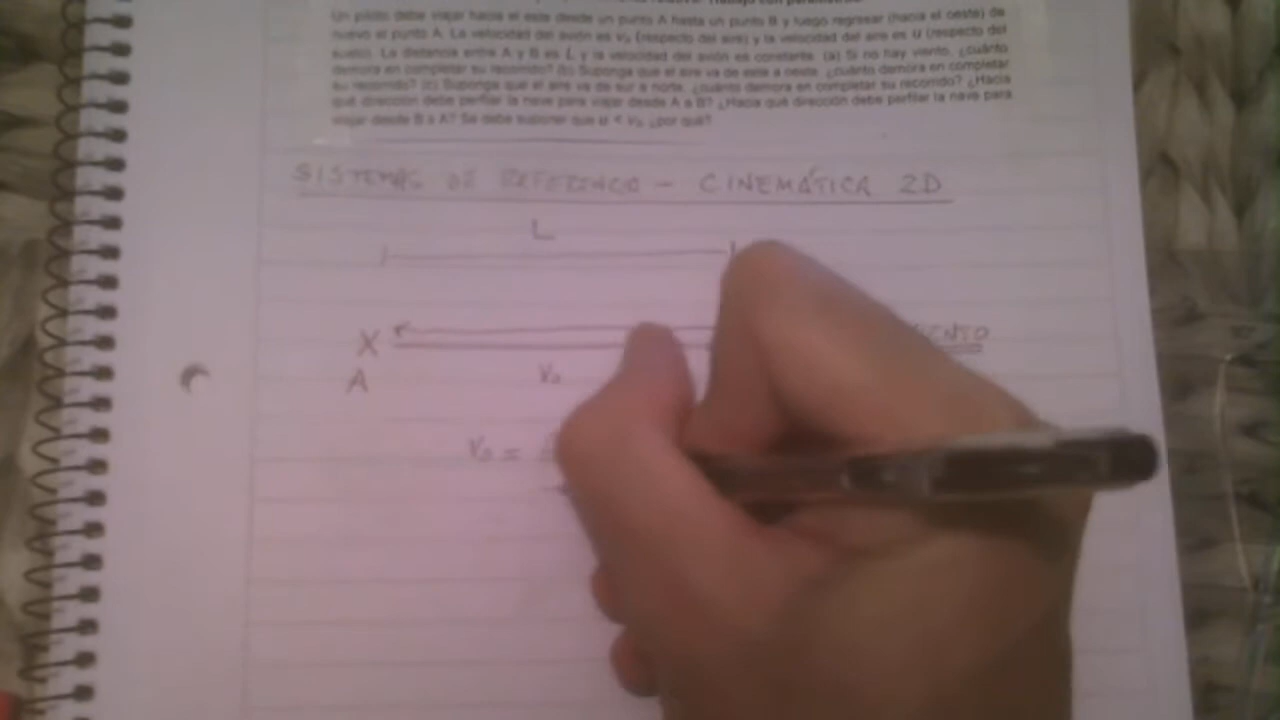 Un piloto debe viajar hacia el este desde un punto A hasta un punto B y luego regresar (hacia el oeste) de
nuevo al punto A. La velocidad del avión es v₀ (respecto del aire) y la velocidad del aire es u (respecto del
suelo). La distancia entre A y B es L y la velocidad del avión es constante. (a) Si no hay viento, ¿cuánto
demora en completar su recorrido? (b) Suponga que el aire va de este a oeste, ¿cuánto demora en completar
su recorrido? (c) Suponga que el aire va de sur a norte, ¿cuánto demora en completar su recorrido? ¿Hacia
qué dirección debe perfilar la nave para viajar desde A a B? ¿Hacia qué dirección debe perfilar la nave para
viajar desde B a A? Se debe suponer que u < v₀ ¿por qué?
SISTEMAS DE REFERENCIA - CINEMÁTICA 2D
L
X
A
V₀
V₀ =